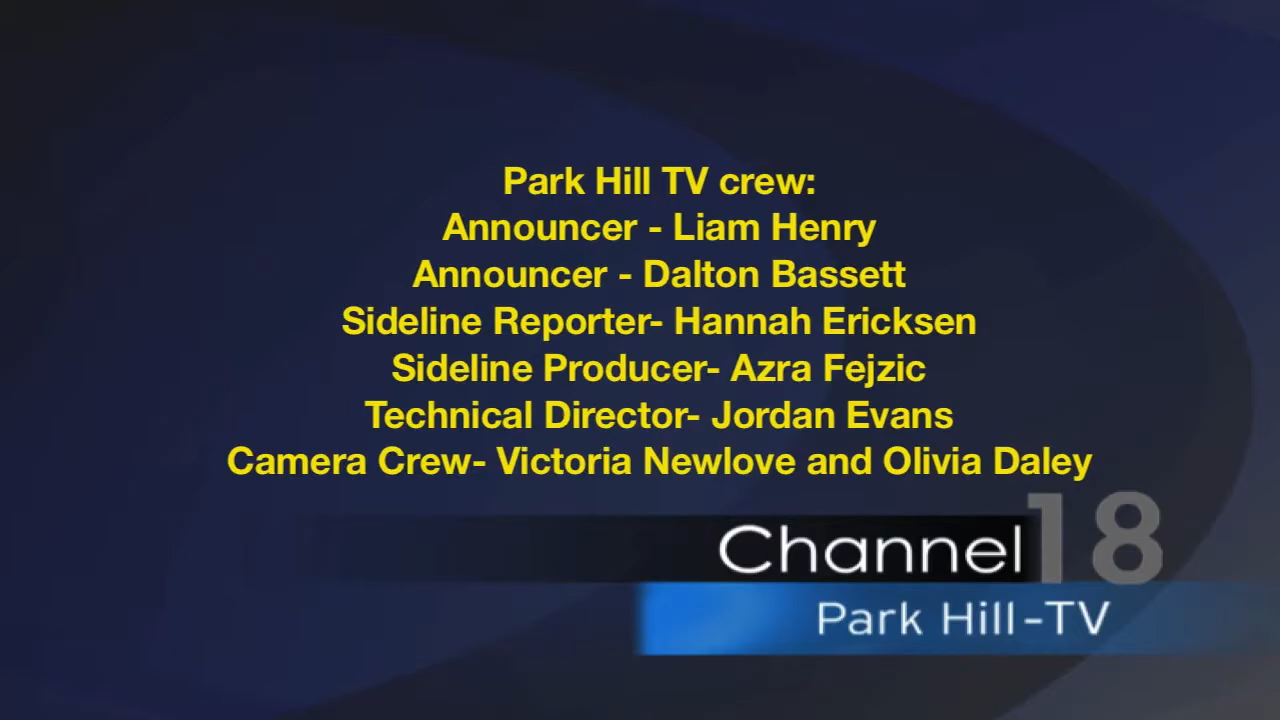 Park Hill TV crew:
Announcer - Liam Henry
Announcer - Dalton Bassett
Sideline Reporter- Hannah Ericksen
Sideline Producer- Azra Fejzic
Technical Director- Jordan Evans
Camera Crew- Victoria Newlove and Olivia Daley
Channel 18
Park Hill-TV